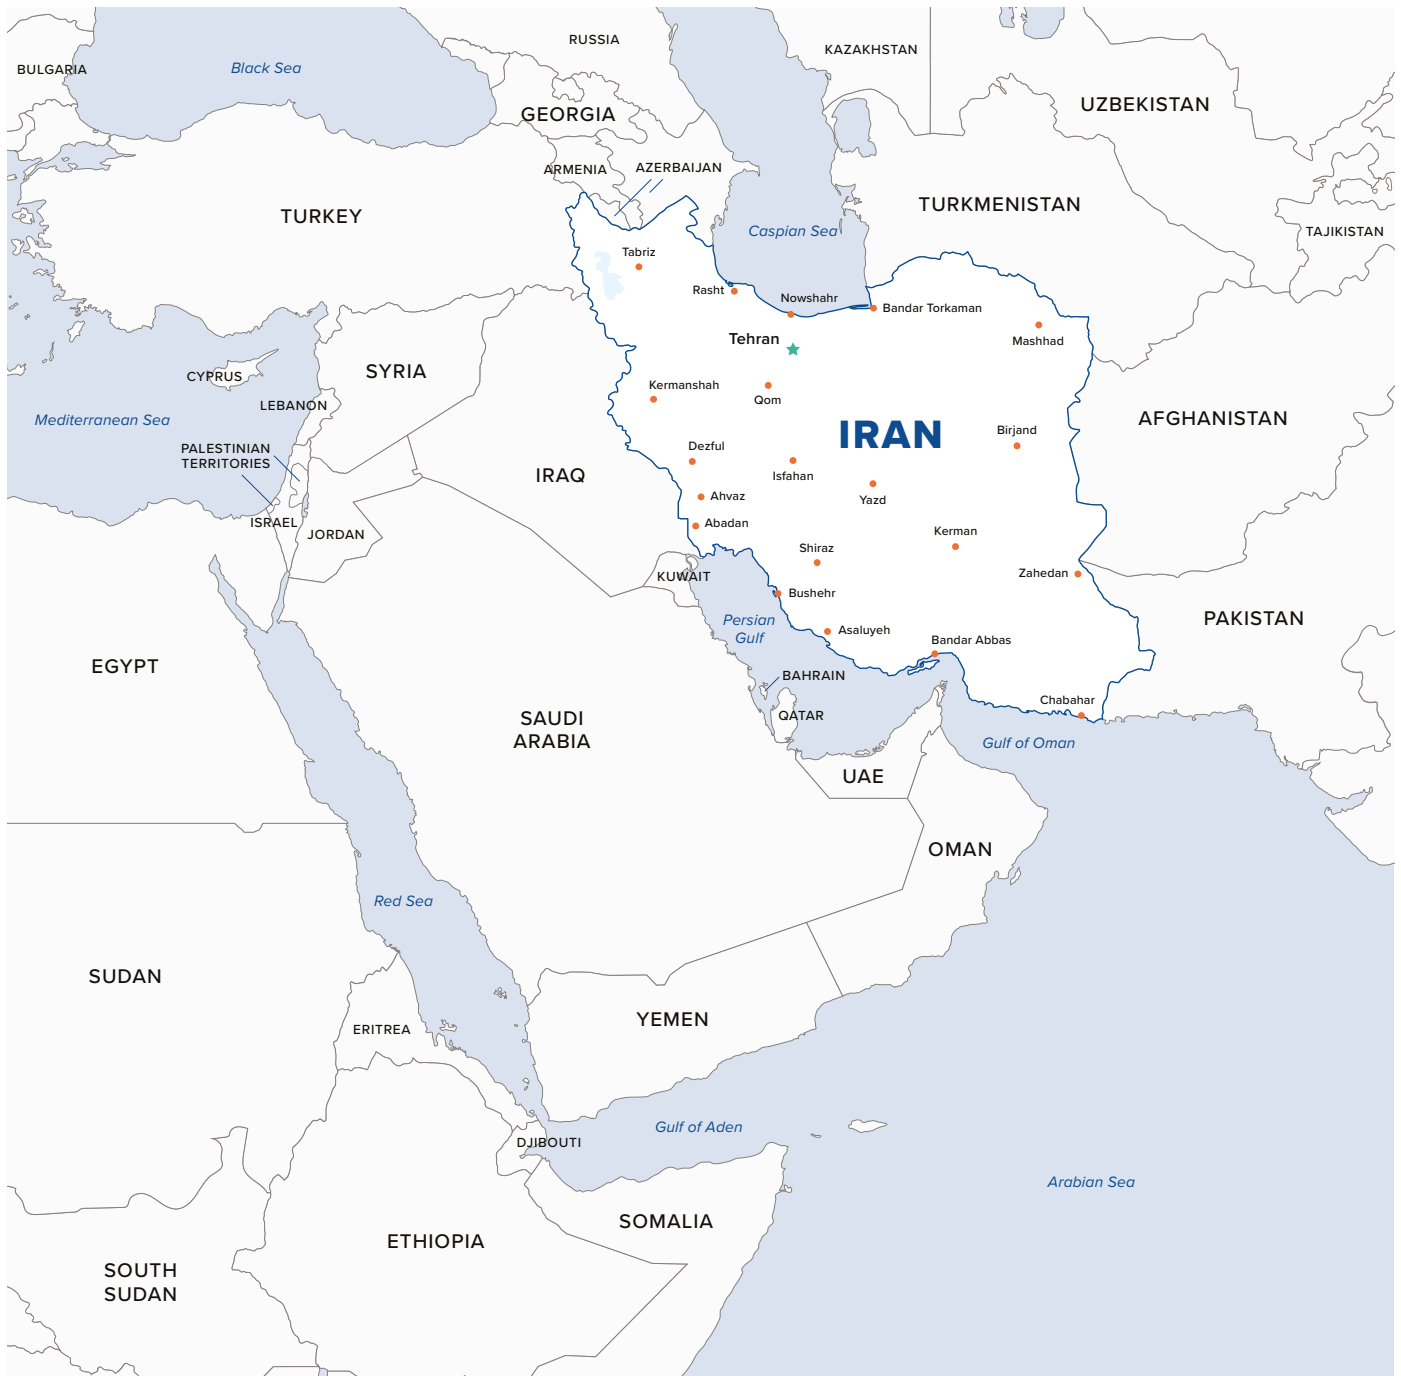 RUSSIA
KAZAKHSTAN
BULGARIA
Black Sea
UZBEKISTAN
GEORGIA
ARMENIA
AZERBAIJAN
TURKEY
TURKMENISTAN
Caspian Sea
TAJIKISTAN
Tabriz
Rasht
Nowshahr
Bandar Torkaman
Tehran
Mashhad
CYPRUS
SYRIA
Kermanshah
Qom
LEBANON
Mediterranean Sea
IRAN
AFGHANISTAN
Birjand
PALESTINIAN
TERRITORIES
Dezful
IRAQ
Isfahan
Yazd
Ahvaz
ISRAEL
JORDAN
Abadan
Kerman
Shiraz
KUWAIT
Zahedan
Bushehr
Persian
Gulf
PAKISTAN
Asaluyeh
Bandar Abbas
EGYPT
BAHRAIN
Chabahar
SAUDI
ARABIA
QATAR
Gulf of Oman
UAE
OMAN
Red Sea
SUDAN
YEMEN
ERITREA
Gulf of Aden
DJIBOUTI
Arabian Sea
SOMALIA
ETHIOPIA
SOUTH
SUDAN